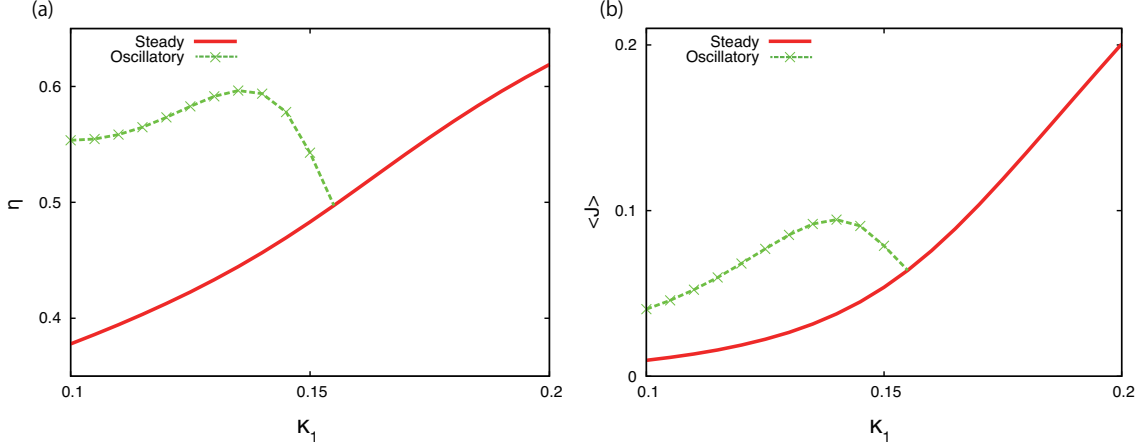 (a)
Steady
Oscillatory
0.6
0.5
0.4
η
0.1
0.15
0.2
κ1
(b)
Steady
Oscillatory
0.2
0.1
0
<J>
0.1
0.15
0.2
κ1